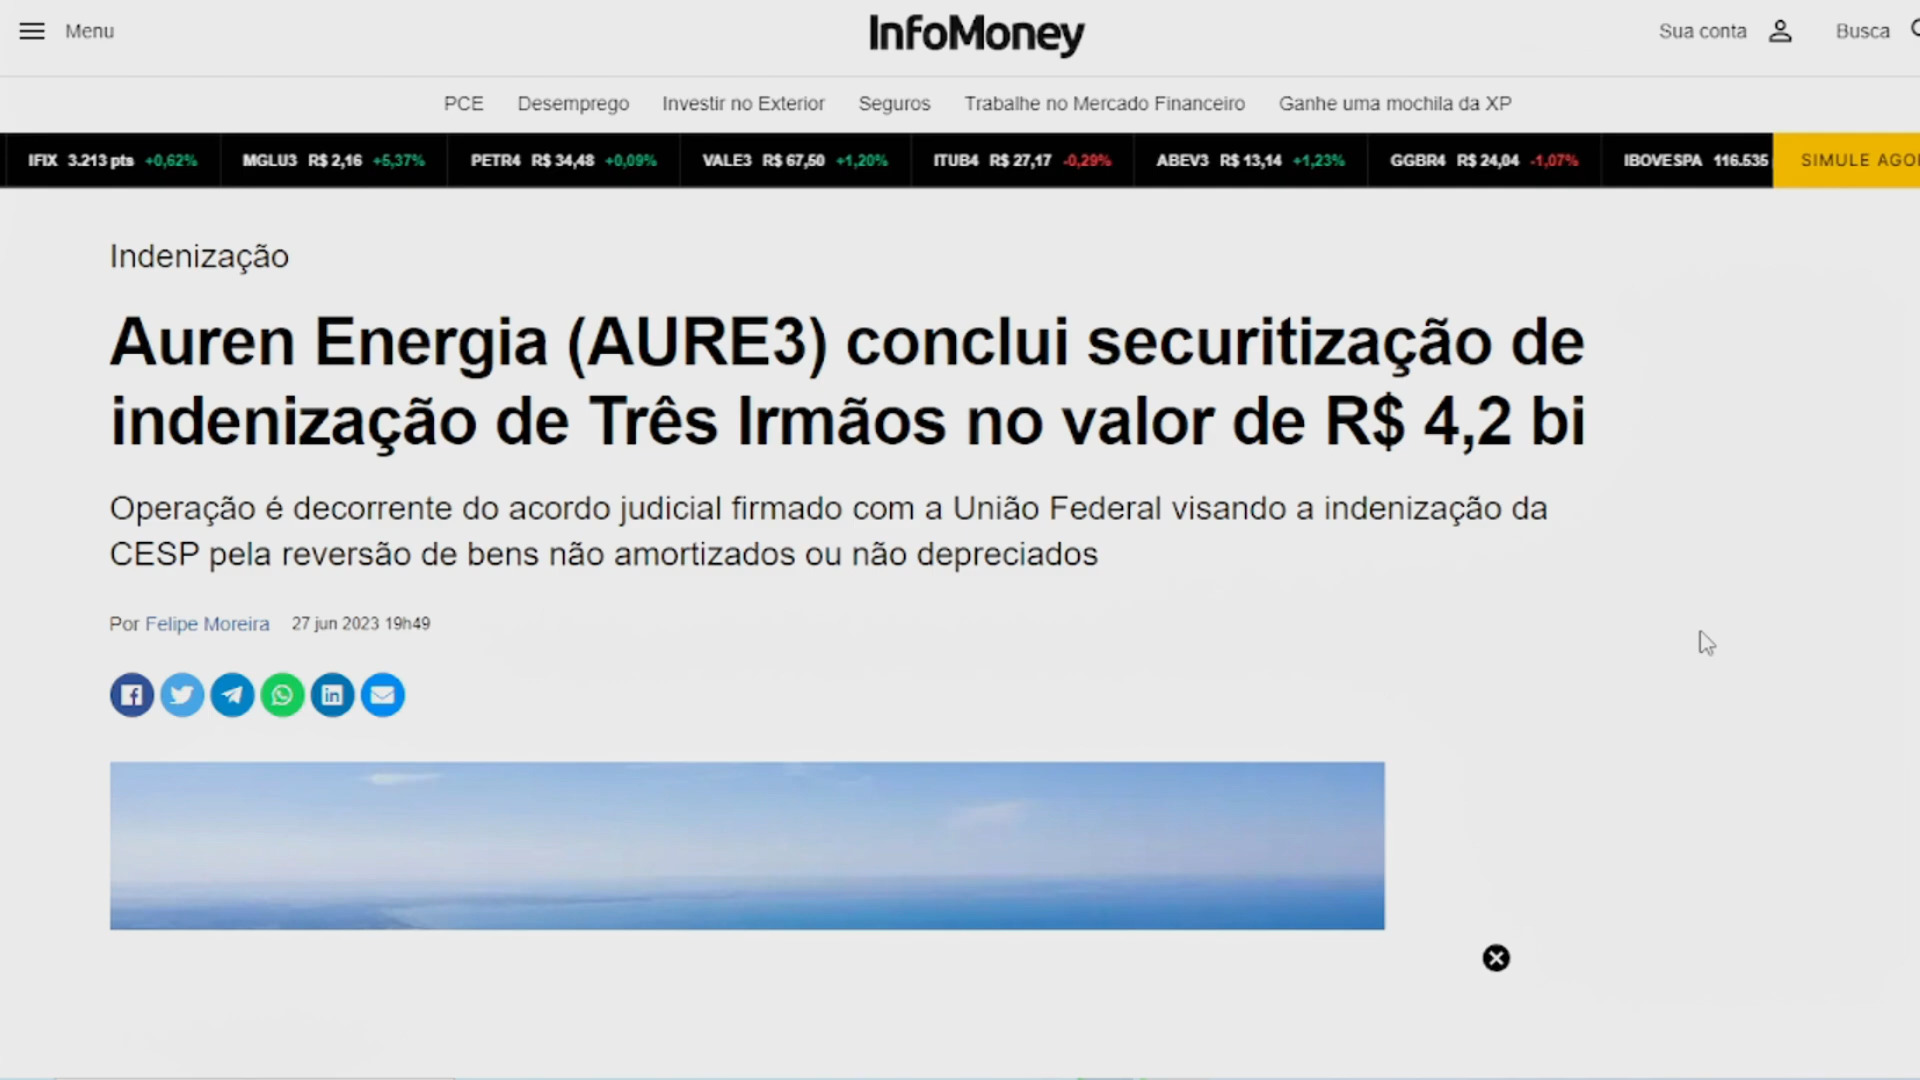 Menu
InfoMoney
Sua conta
Busca
PCE Desemprego Investir no Exterior Seguros Trabalhe no Mercado Financeiro Ganhe uma mochila da XP
IFIX 3.213 pts +0,62% MGLU3 R$ 2,16 +5,37% PETR4 R$ 34,48 +0,09% VALE3 R$ 67,50 +1,20% ITUB4 R$ 27,17 -0,29% ABEV3 R$ 13,14 +1,23% GGBR4 R$ 24,04 -1,07% IBOVESPA 116.535 SIMULE AGO
Indenização
Auren Energia (AURE3) conclui securitização de
indenização de Três Irmãos no valor de R$ 4,2 bi
Operação é decorrente do acordo judicial firmado com a União Federal visando a indenização da
CESP pela reversão de bens não amortizados ou não depreciados
Por Felipe Moreira 27 jun 2023 19h49